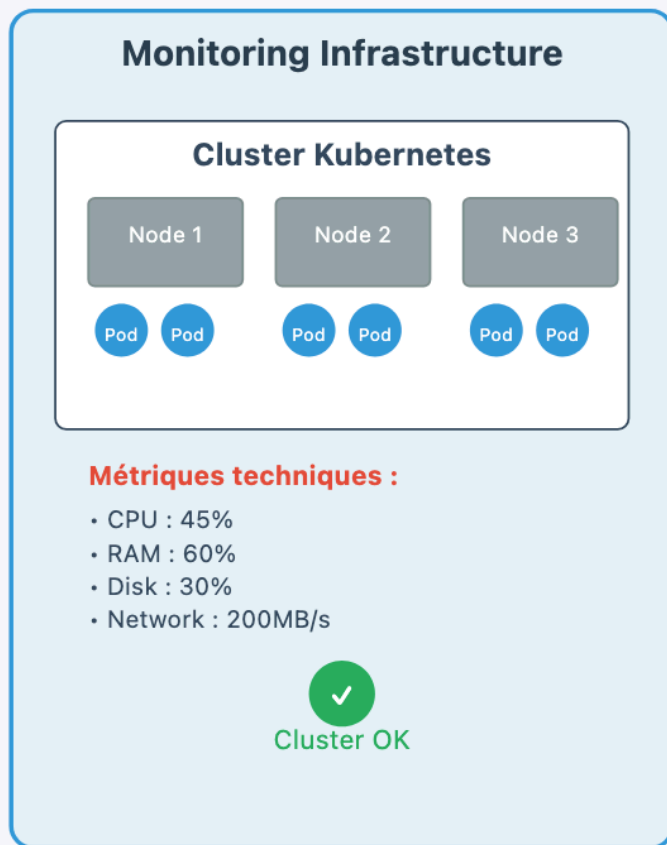 Monitoring Infrastructure
Cluster Kubernetes
Node 1 Node 2 Node 3
Pod Pod Pod Pod Pod Pod
Métriques techniques :
• CPU : 45%
• RAM : 60%
• Disk : 30%
• Network : 200MB/s
Cluster OK